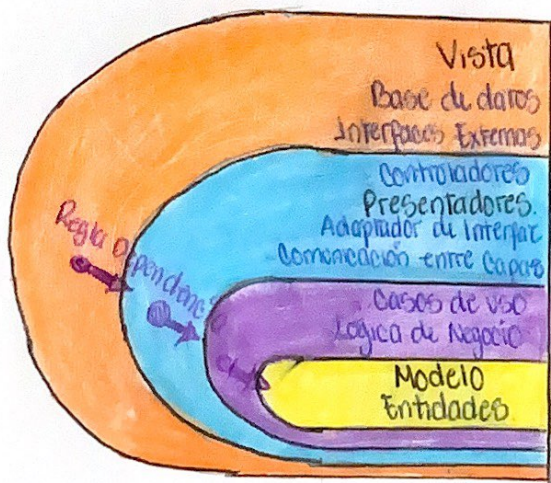 Vista
Base de datos
Interfaces Externas
Controladores
Presentadores.
Adaptador de Interfaz
Comunicación entre Capas
Regla Dependencia
Casos de uso
Lógica de Negocio
Modelo
Entidades